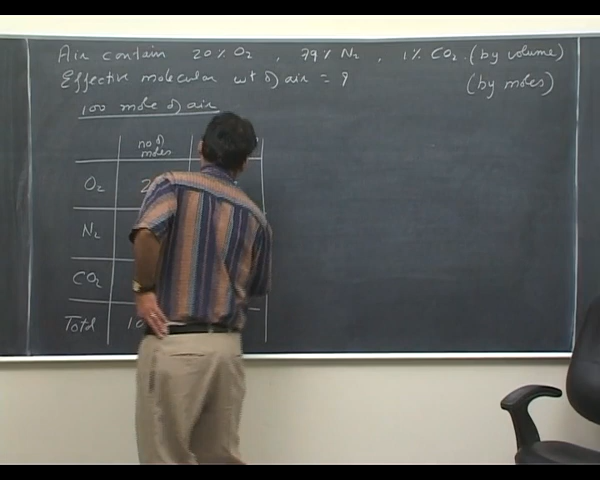 Air contain 20% O₂ , 79% N₂ , 1% CO₂. (by volume)
Effective molecular wt of air = ?
(by moles)
100 mole of air
no of moles
O₂ 2
N₂
CO₂
Total 10